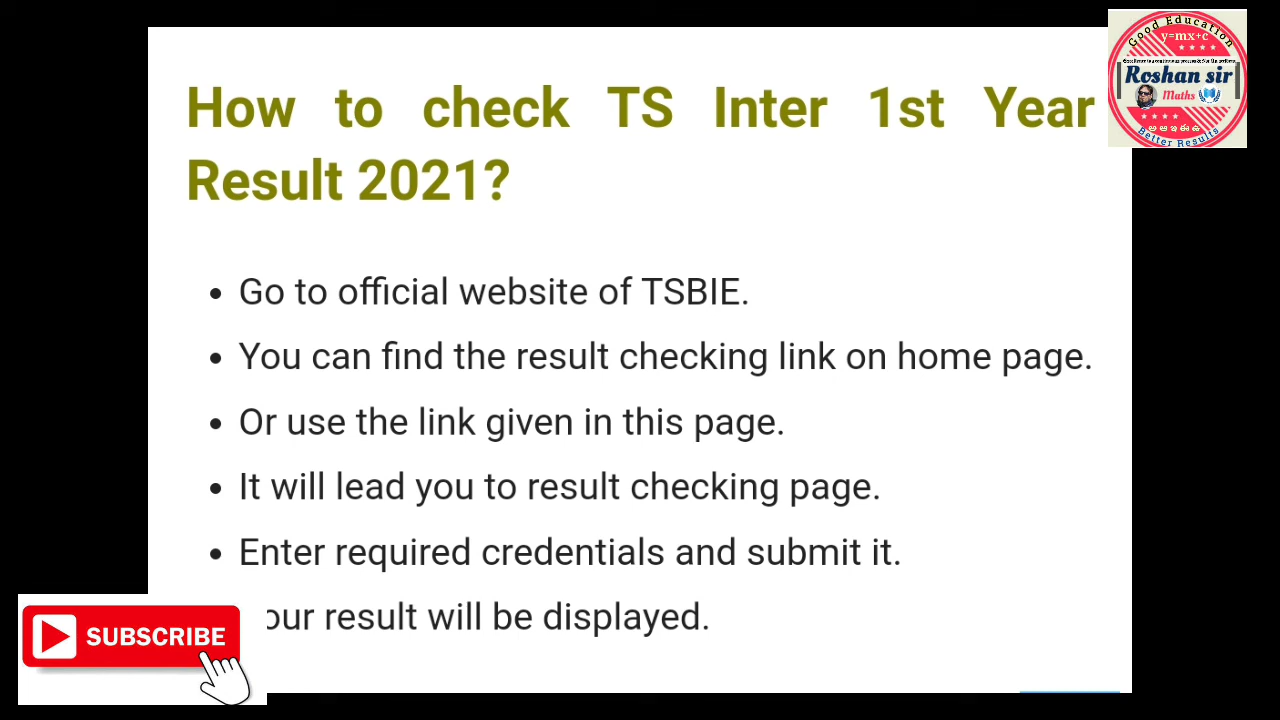 How to check TS Inter 1st Year
Result 2021?
• Go to official website of TSBIE.
• You can find the result checking link on home page.
• Or use the link given in this page.
• It will lead you to result checking page.
• Enter required credentials and submit it.
our result will be displayed.
SUBSCRIBE
Good Education
y=mx+c
Roshan sir
Maths
Better Results